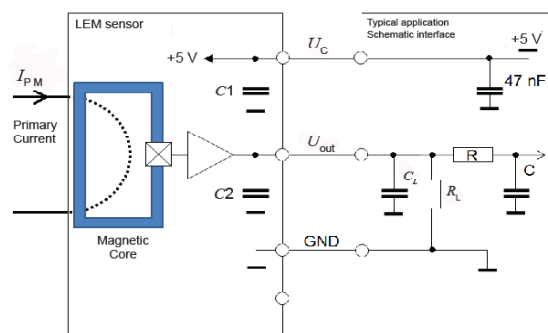 LEM sensor
Typical application
Schematic interface
+5 V
U_C
+5 V
I_PM
C1
47 nF
Primary
Current
U_out
R
C
C_L
R_L
C2
Magnetic
Core
GND